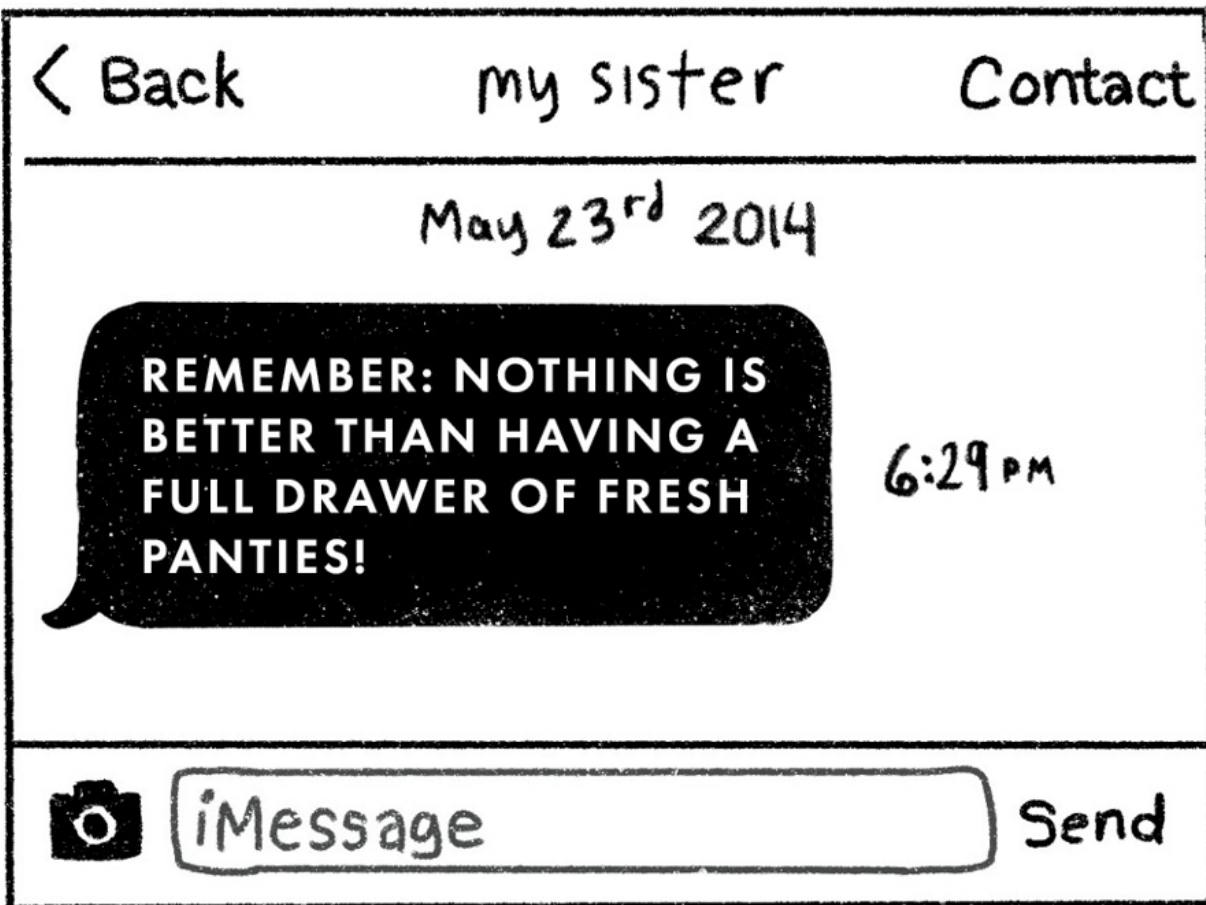 < Back my sister Contact
May 23rd 2014
REMEMBER: NOTHING IS
BETTER THAN HAVING A
FULL DRAWER OF FRESH
PANTIES!
6:29 PM
iMessage Send